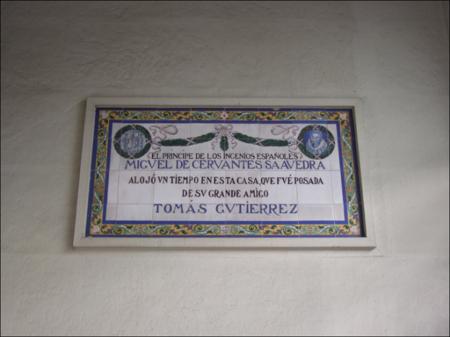 (EL PRINCIPE DE LOS INGENIOS ESPAÑOLES)
MIGUEL DE CERVANTES SAAVEDRA
ALOJÓ VN TIEMPO EN ESTA CASA, QVE FVÉ POSADA
DE SV GRANDE AMIGO
TOMÁS GVTIERREZ